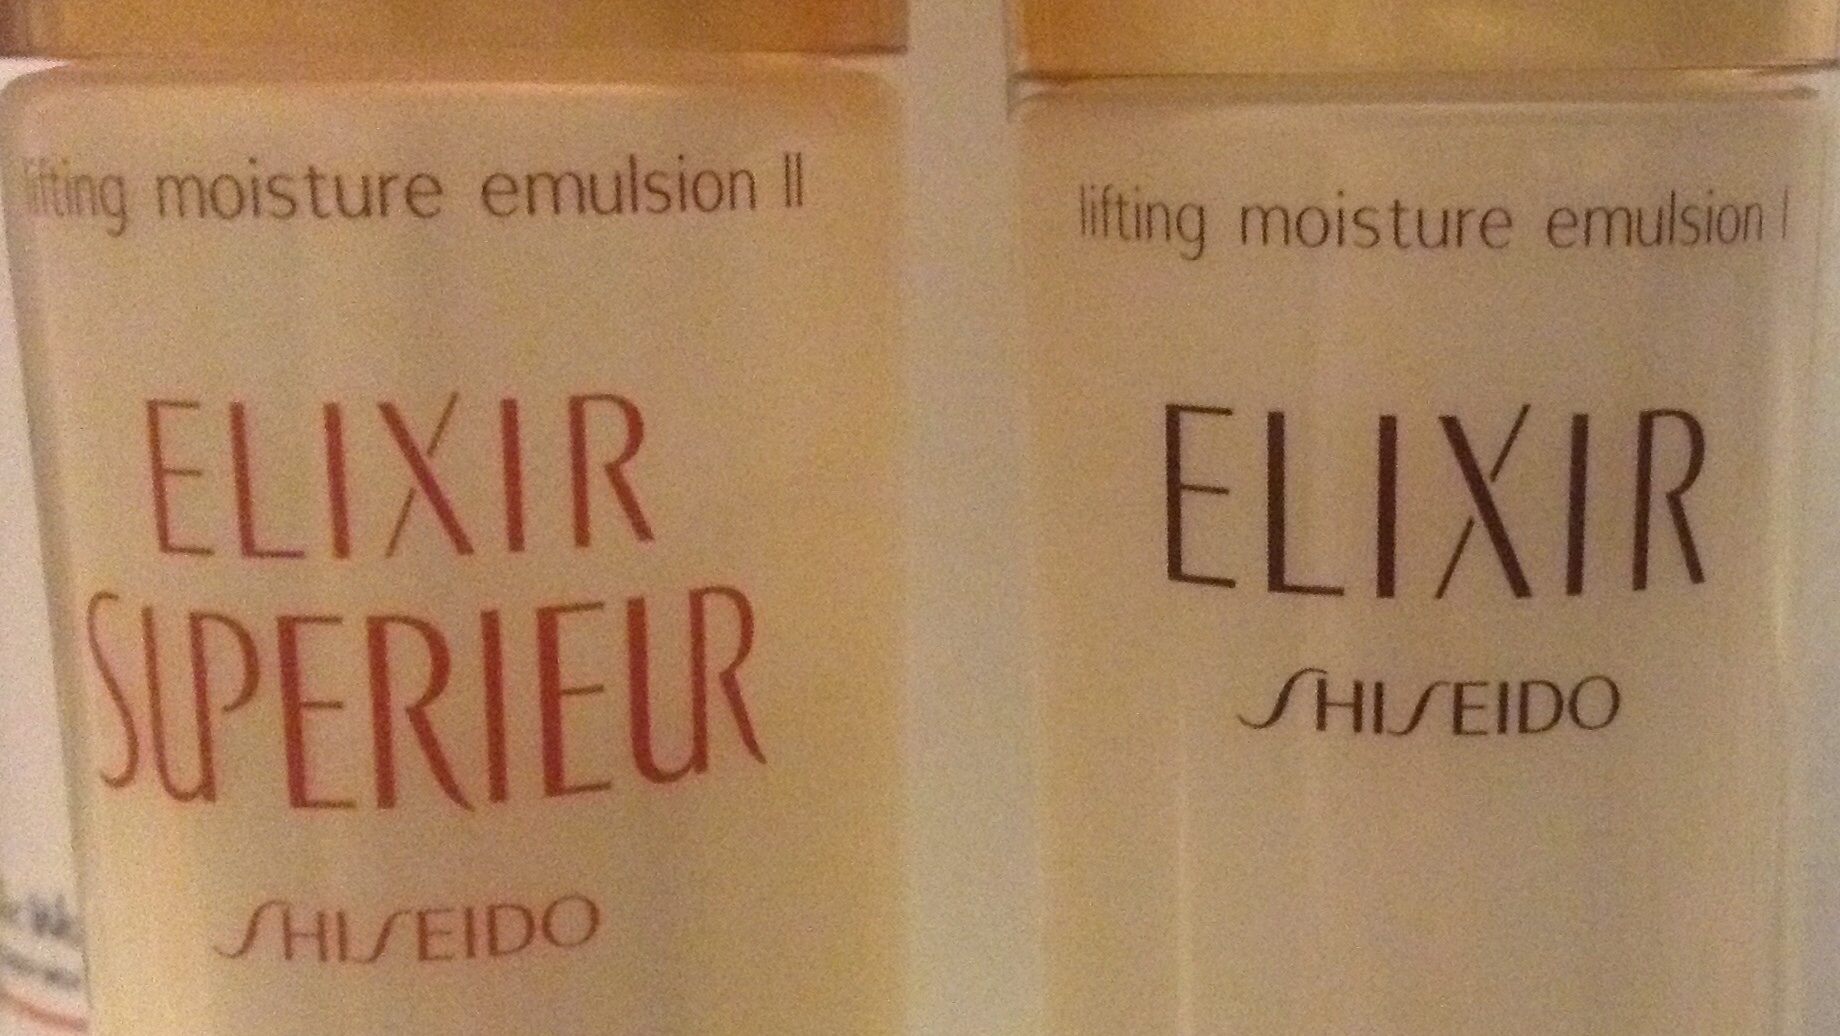 lifting moisture emulsion II
ELIXIR
SUPERIEUR
SHISEIDO
lifting moisture emulsion I
ELIXIR
SHISEIDO